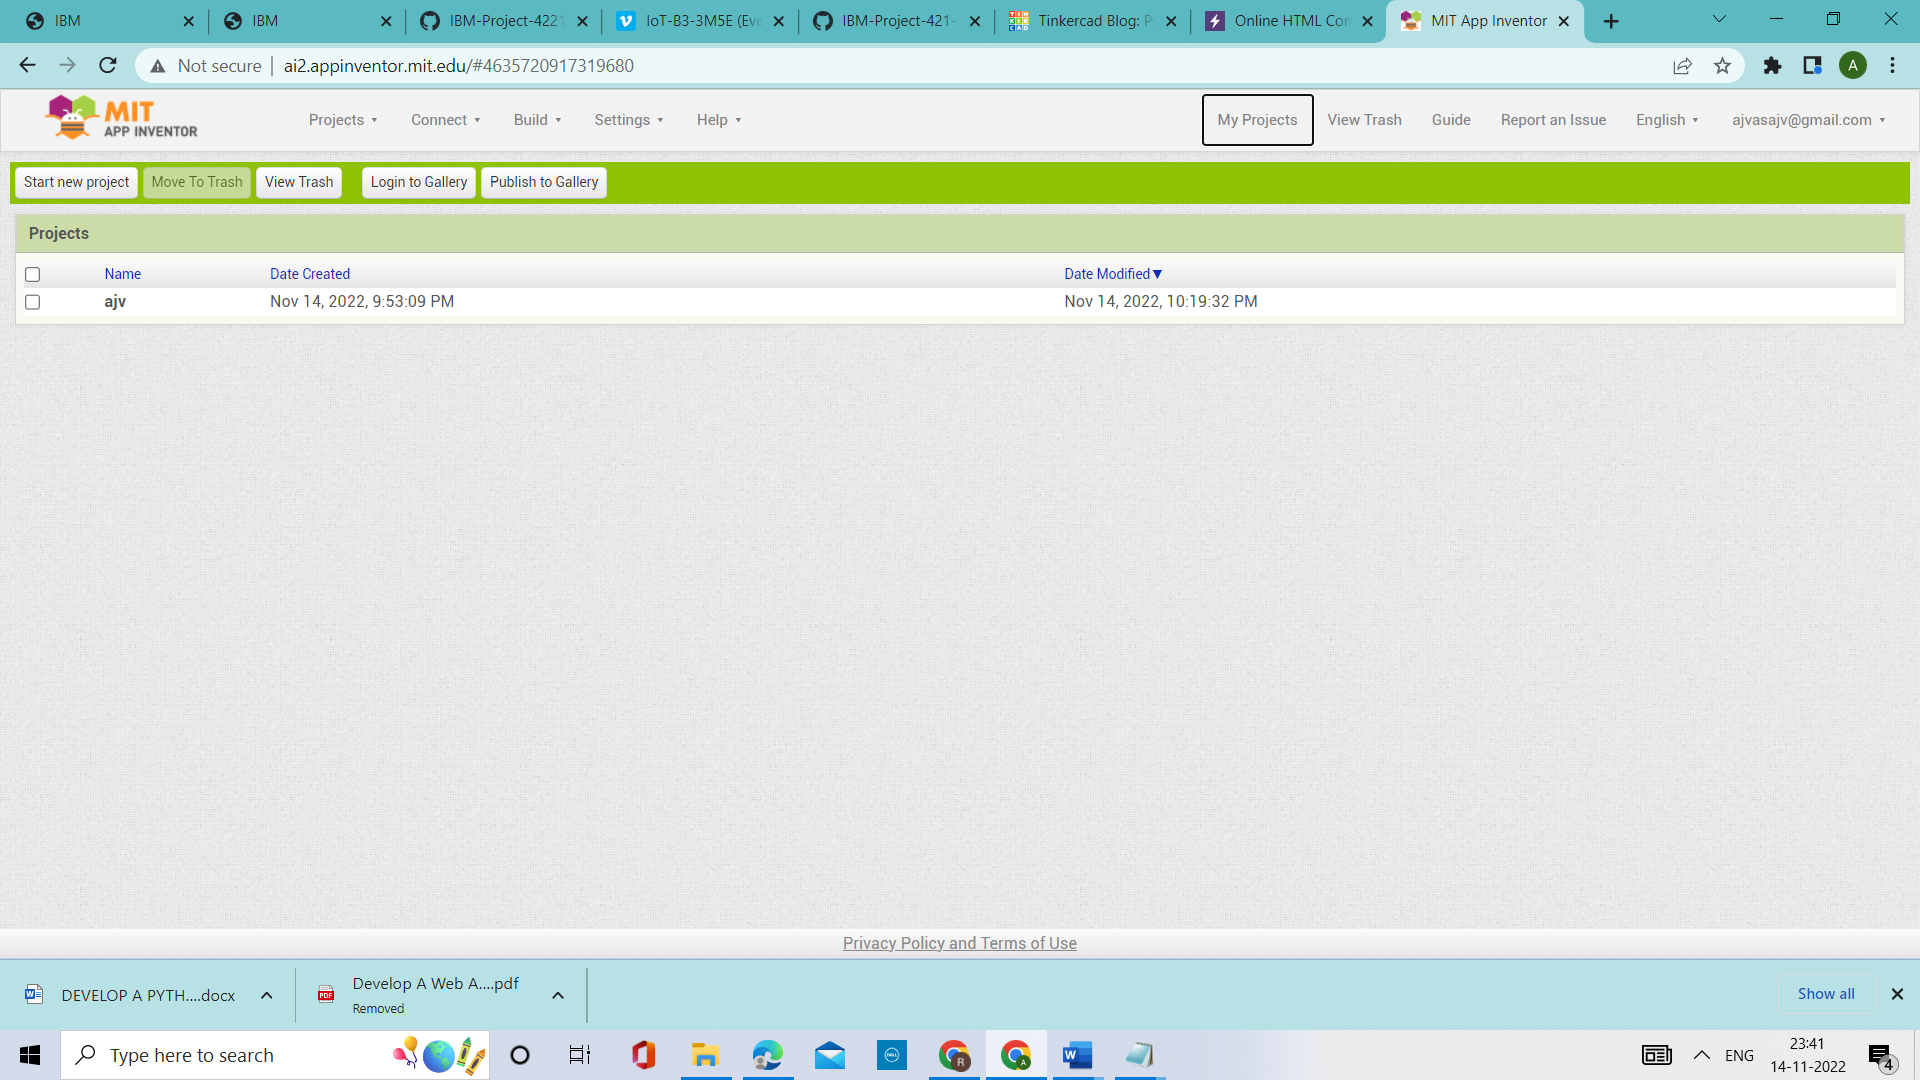 IBM
IBM
IBM-Project-4221
IoT-B3-3M5E (Eve
IBM-Project-421-
Tinkercad Blog: P
Online HTML Con
MIT App Inventor
Not secure
ai2.appinventor.mit.edu/#4635720917319680
A
MIT
APP INVENTOR
Projects
Connect
Build
Settings
Help
My Projects
View Trash
Guide
Report an Issue
English
ajvasajv@gmail.com
Start new project
Move To Trash
View Trash
Login to Gallery
Publish to Gallery
Projects
Name
Date Created
Date Modified▼
ajv
Nov 14, 2022, 9:53:09 PM
Nov 14, 2022, 10:19:32 PM
Privacy Policy and Terms of Use
DEVELOP A PYTH....docx
PDF
Develop A Web A....pdf
Removed
Show all
Type here to search
DELL
R
A
W
ENG
23:41
14-11-2022
4